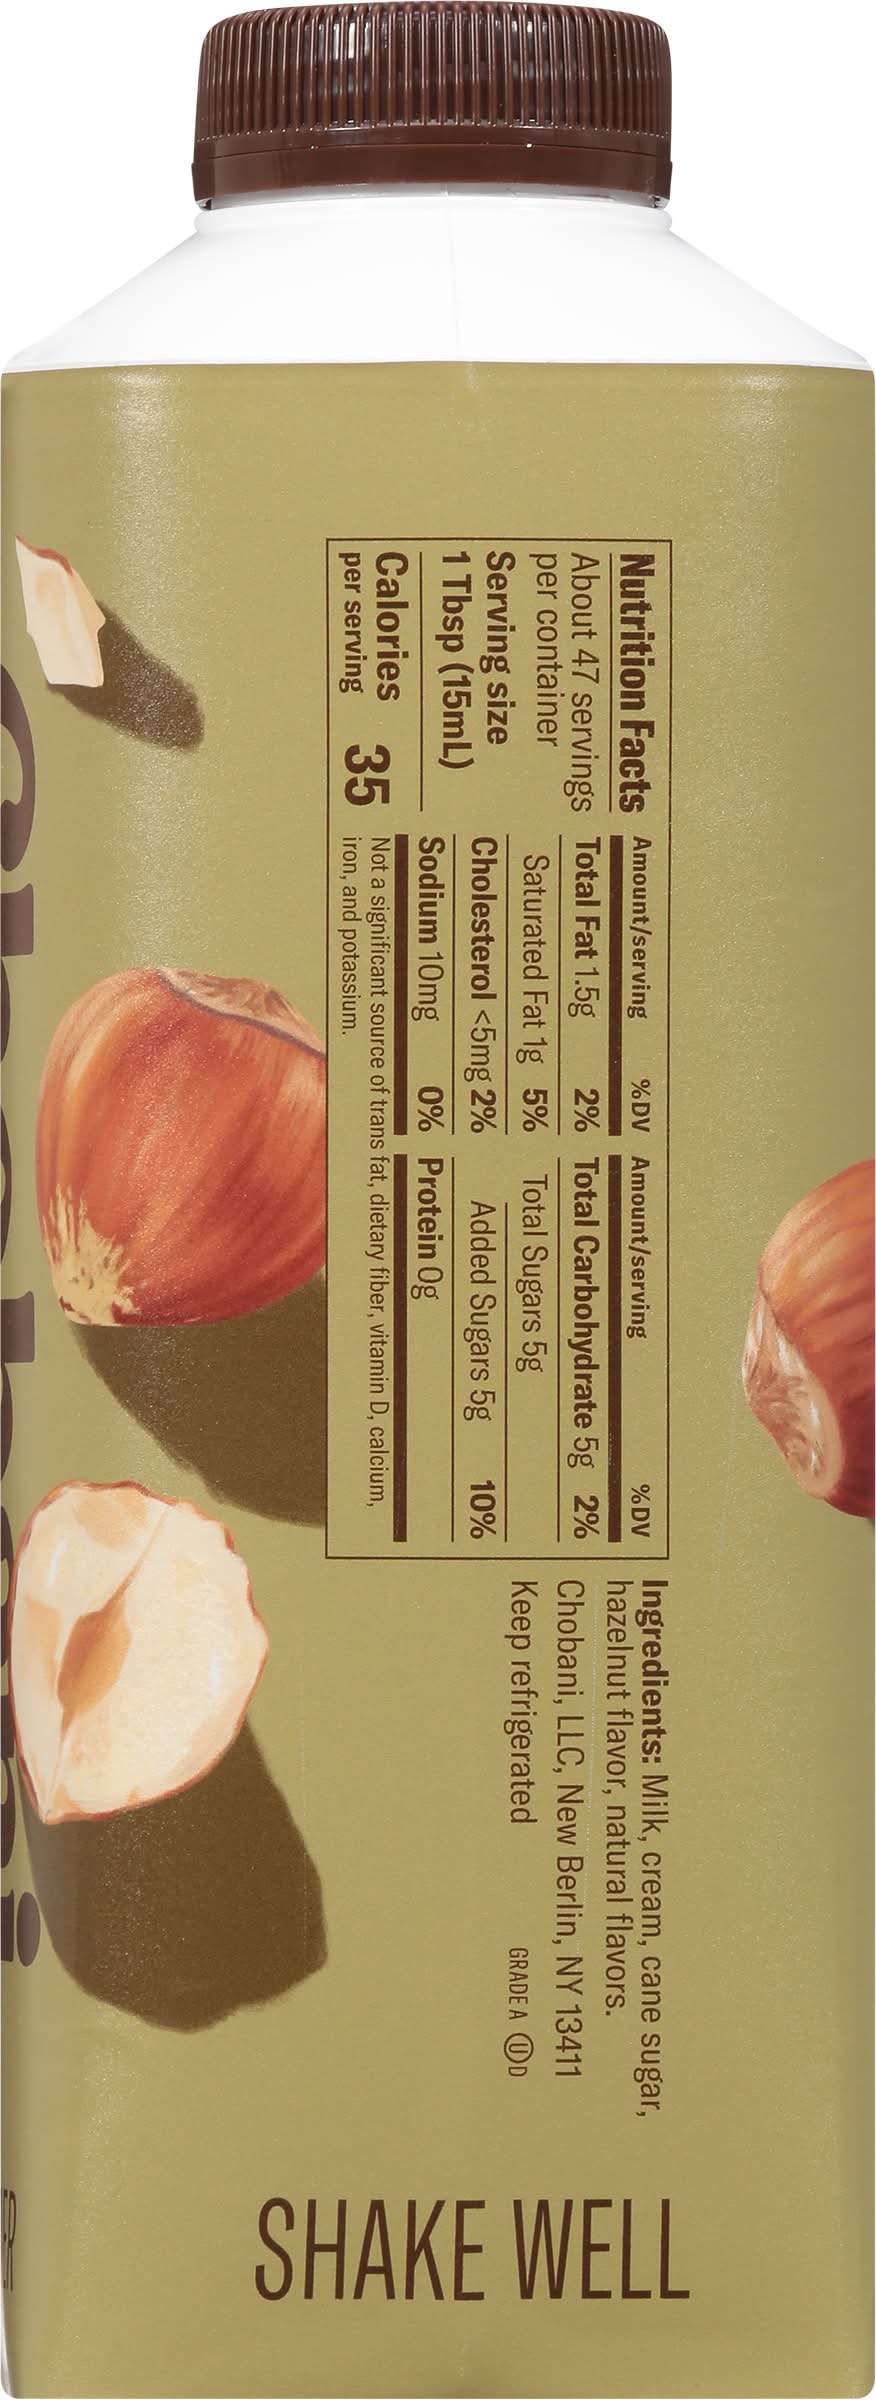 Nutrition Facts
About 47 servings
per container
Serving size
1 Tbsp (15mL)
Calories 35
per serving
Amount/serving %DV
Total Fat 1.5g 2%
Saturated Fat 1g 5%
Cholesterol <5mg 2%
Sodium 10mg 0%
Amount/serving %DV
Total Carbohydrate 5g 2%
Total Sugars 5g
Added Sugars 5g 10%
Protein 0g
Not a significant source of trans fat, dietary fiber, vitamin D, calcium,
iron, and potassium.
Ingredients: Milk, cream, cane sugar,
hazelnut flavor, natural flavors.
Chobani, LLC, New Berlin, NY 13411
Keep refrigerated
GRADE A Ⓤ D
Chobani
SHAKE WELL